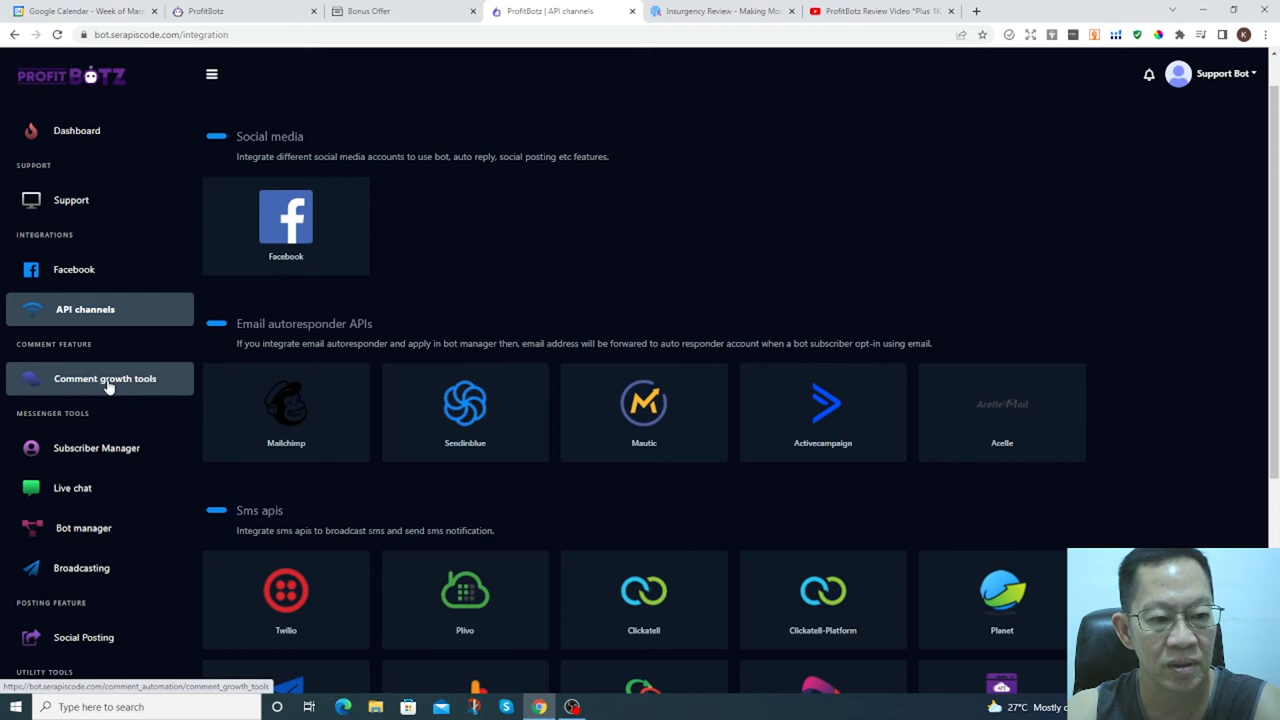 Google Calendar - Week of Marc
ProfitBotz
Bonus Offer
ProfitBotz | API channels
Insurgency Review - Making Mon
ProfitBotz Review Video "Plus 1K
bot.serapiscode.com/integration
K
PROFIT BOTZ
Support Bot
Dashboard
SUPPORT
Support
INTEGRATIONS
Facebook
API channels
COMMENT FEATURE
Comment growth tools
MESSENGER TOOLS
Subscriber Manager
Live chat
Bot manager
Broadcasting
POSTING FEATURE
Social Posting
UTILITY TOOLS
Social media
Integrate different social media accounts to use bot, auto reply, social posting etc features.
Facebook
Email autoresponder APIs
If you integrate email autoresponder and apply in bot manager then, email address will be forwared to auto responder account when a bot subscriber opt-in using email.
Mailchimp
Sendinblue
Mautic
Activecampaign
Acelle Mail
Acelle
Sms apis
Integrate sms apis to broadcast sms and send sms notification.
Twilio
Plivo
Clickatell
Clickatell-Platform
Planet
API
https://bot.serapiscode.com/comment_automation/comment_growth_tools
Type here to search
27°C Mostly c